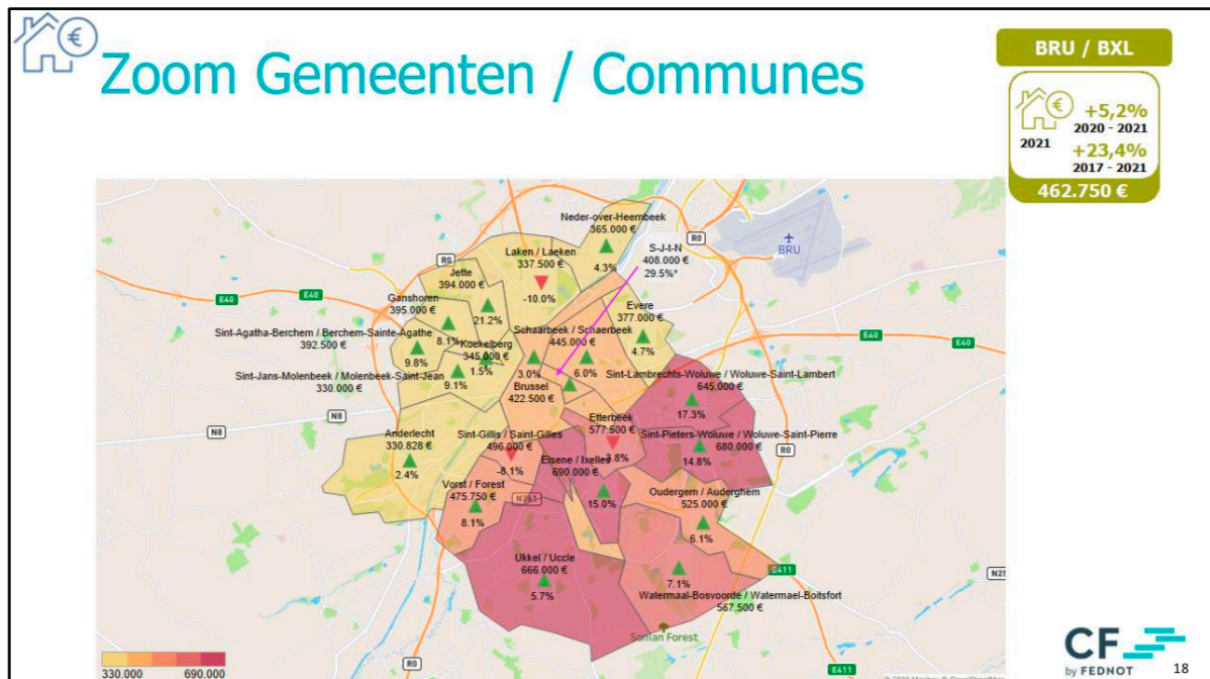 Zoom Gemeenten / Communes
BRU / BXL
+5,2%
2020 - 2021
2021
+23,4%
2017 - 2021
462.750 €
Neder-over-Heembeek
365.000 €
4.3%
S-J-t-N
408.000 €
29.5%*
R0
BRU
Laken / Laeken
337.500 €
-10.0%
R0
Jette
394.000 €
21.2%
Ganshoren
395.000 €
8.1%
E40
E40
Evere
377.000 €
4.7%
Sint-Agatha-Berchem / Berchem-Sainte-Agathe
392.500 €
9.8%
Koekelberg
345.000 €
1.5%
Schaarbeek / Schaerbeek
445.000 €
6.0%
E40
E40
E40
Sint-Jans-Molenbeek / Molenbeek-Saint-Jean
330.000 €
9.1%
3.0%
Brussel
422.500 €
Sint-Lambrechts-Woluwe / Woluwe-Saint-Lambert
645.000 €
17.3%
N8
N8
Etterbeek
577.500 €
-3.8%
Anderlecht
330.828 €
2.4%
Sint-Gillis / Saint-Gilles
496.000 €
-8.1%
Elsene / Ixelles
690.000 €
15.0%
Sint-Pieters-Woluwe / Woluwe-Saint-Pierre
680.000 €
14.8%
R0
Vorst / Forest
475.750 €
8.1%
N261
Oudergem / Auderghem
525.000 €
6.1%
Ukkel / Uccle
666.000 €
5.7%
7.1%
Watermaal-Bosvoorde / Watermael-Boitsfort
567.500 €
E411
Sonian Forest
R0
E411
330.000
690.000
CF
by FEDNOT
18